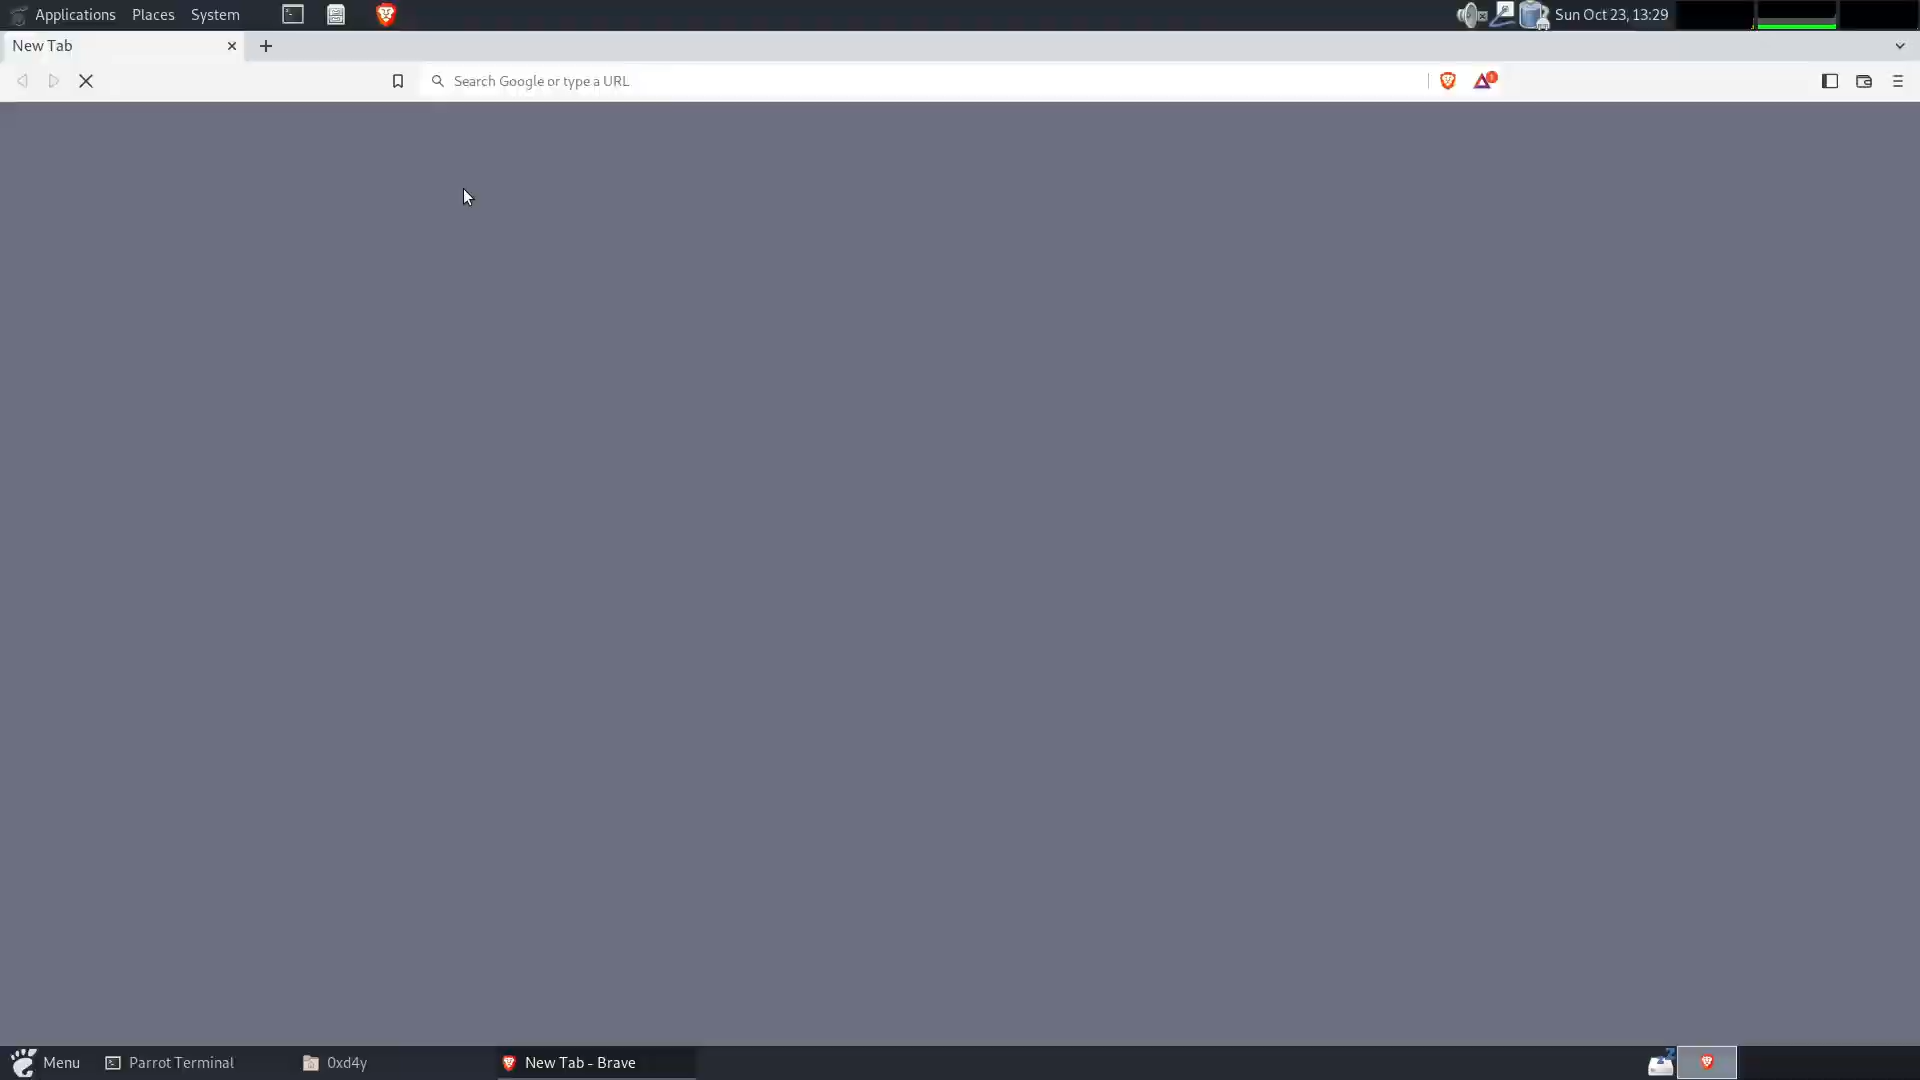 Applications Places System
Sun Oct 23, 13:29
New Tab
Search Google or type a URL
1
Menu
Parrot Terminal
0xd4y
New Tab - Brave